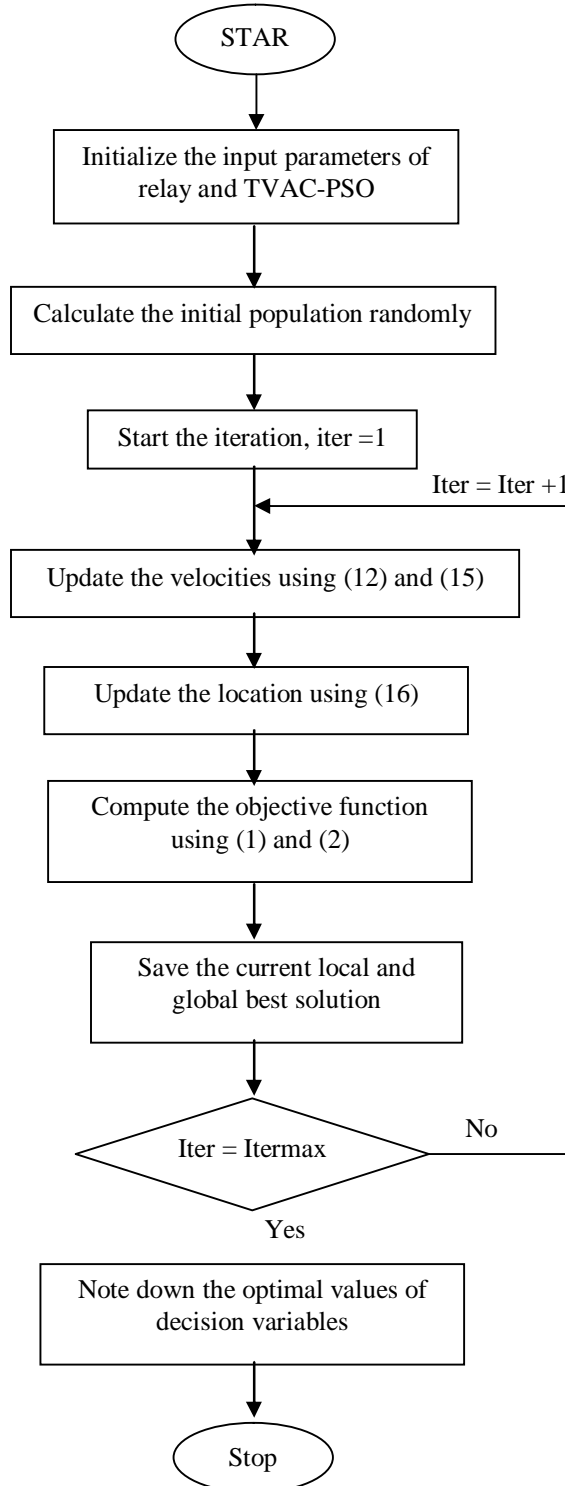 STAR
Initialize the input parameters of
relay and TVAC-PSO
Calculate the initial population randomly
Start the iteration, iter =1
Iter = Iter +1
Update the velocities using (12) and (15)
Update the location using (16)
Compute the objective function
using (1) and (2)
Save the current local and
global best solution
Iter = Itermax
No
Yes
Note down the optimal values of
decision variables
Stop